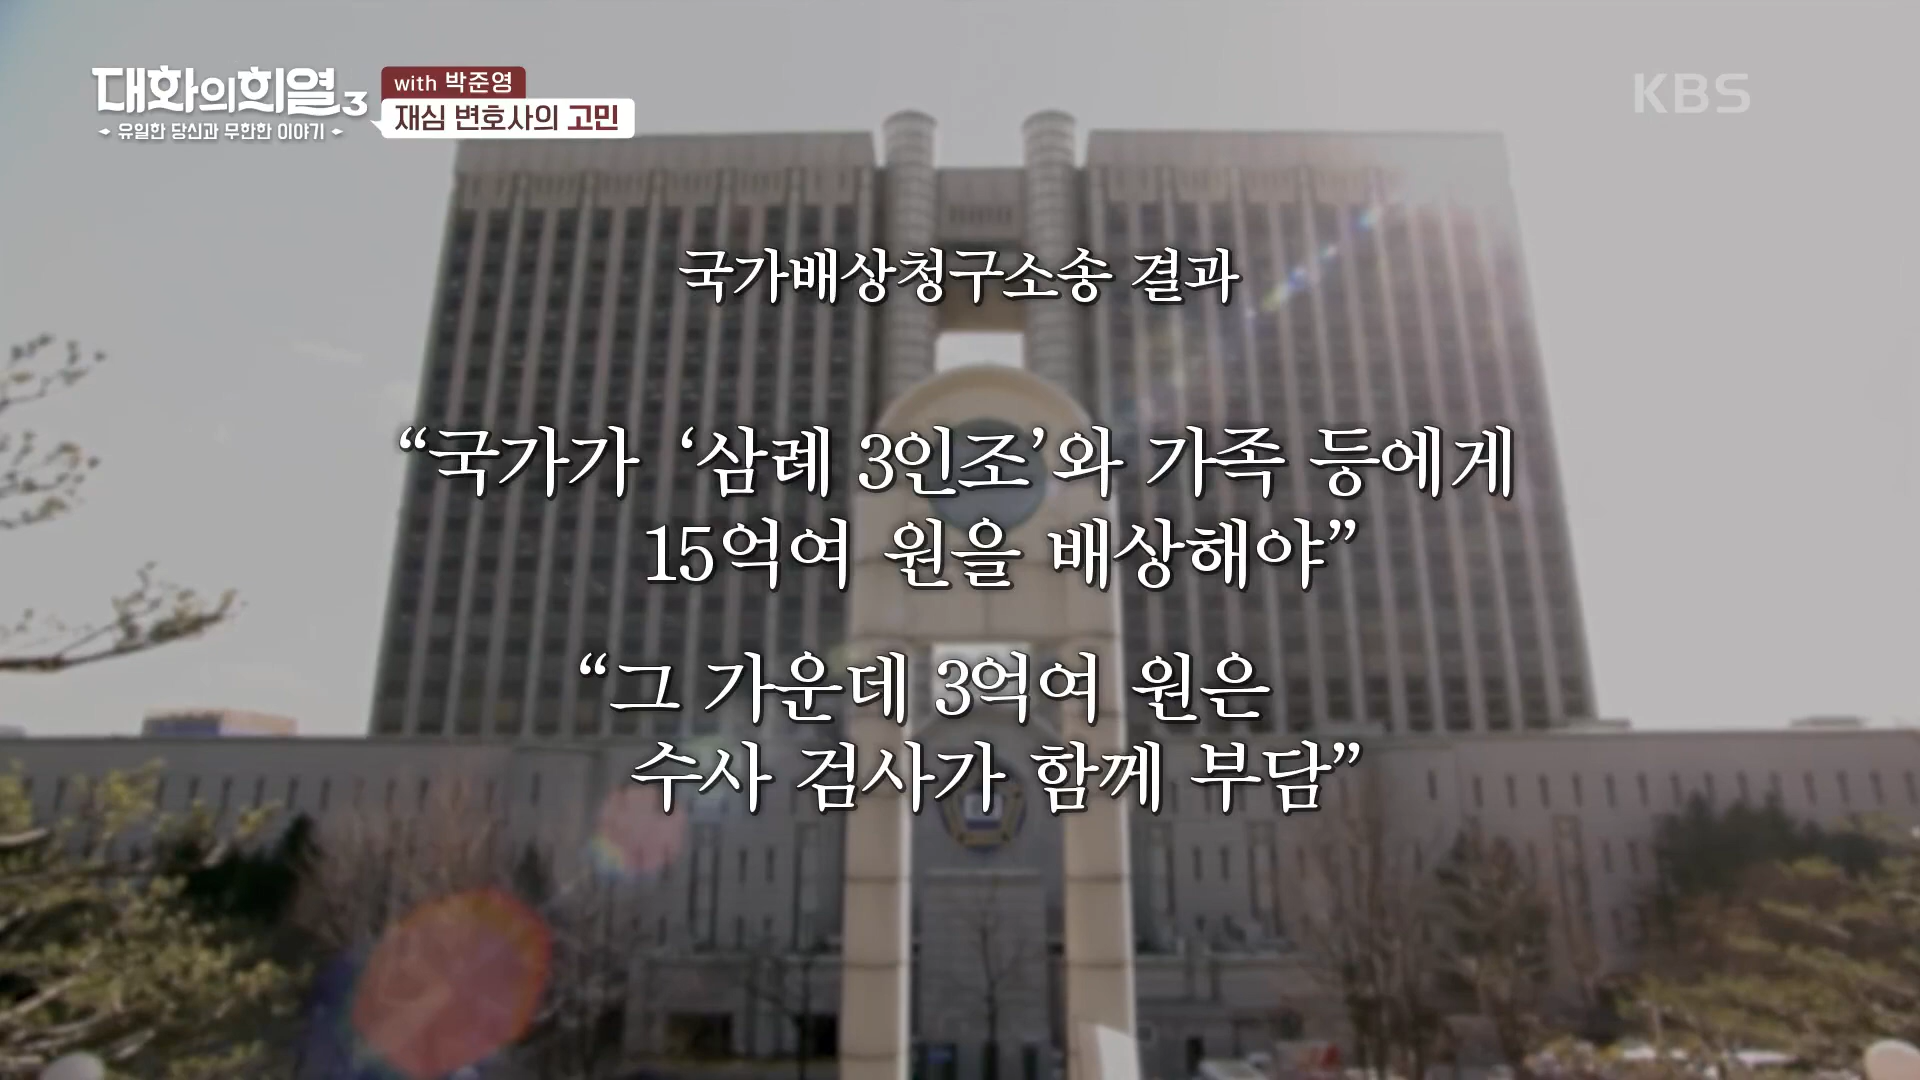 대화의희열3
유일한 당신과 무한한 이야기
with 박준영
재심 변호사의 고민
KBS
국가배상청구소송 결과
“국가가 ‘삼례 3인조’와 가족 등에게
15억여 원을 배상해야”
“그 가운데 3억여 원은
수사 검사가 함께 부담”